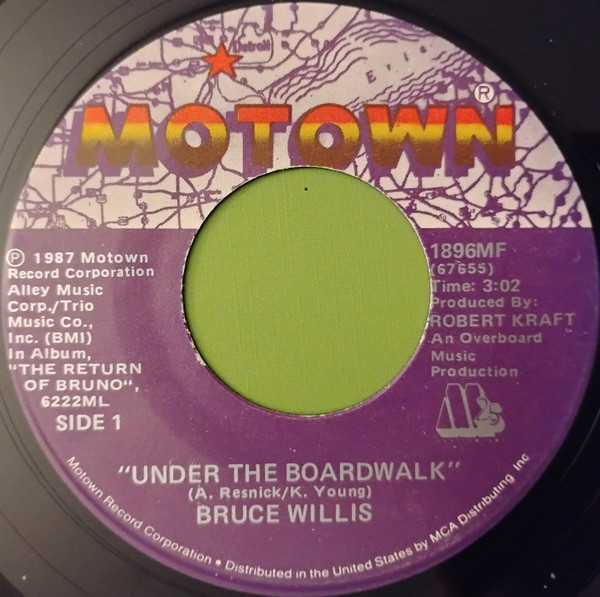 Detroit
Erie
MOTOWN®
℗ 1987 Motown
Record Corporation
Alley Music
Corp./Trio
Music Co.,
Inc. (BMI)
In Album,
"THE RETURN
OF BRUNO",
6222ML
SIDE 1
1896MF
(67655)
Time: 3:02
Produced By:
ROBERT KRAFT
An Overboard
Music
Production
M25
"UNDER THE BOARDWALK"
(A. Resnick/K. Young)
BRUCE WILLIS
Motown Record Corporation • Distributed in the United States by MCA Distributing Inc